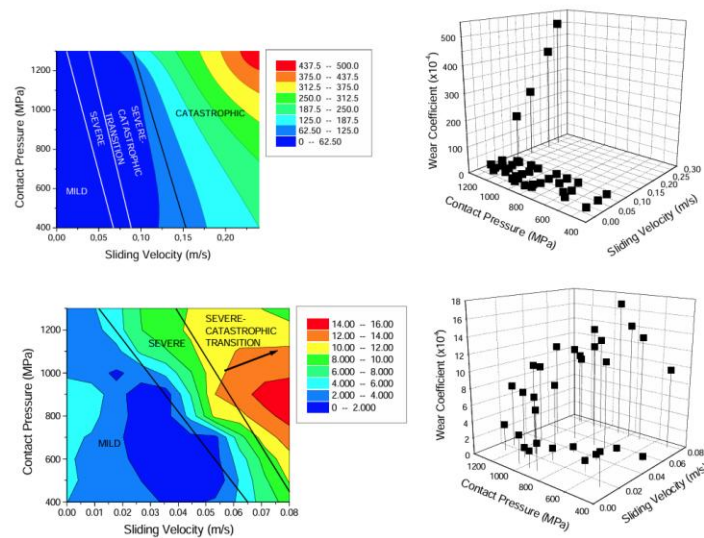 Contact Pressure (MPa)
1200
1000
800
600
400
0.00
0.05
0.10
0.15
0.20
Sliding Velocity (m/s)
MILD
SEVERE
SEVERE-
CATASTROPHIC
TRANSITION
CATASTROPHIC
437.5 -- 500.0
375.0 -- 437.5
312.5 -- 375.0
250.0 -- 312.5
187.5 -- 250.0
125.0 -- 187.5
62.50 -- 125.0
0 -- 62.50
Wear Coefficient (x10⁻⁴)
500
400
300
200
100
0
1200
1000
800
600
400
Contact Pressure (MPa)
0.00
0.05
0.10
0.15
0.20
0.25
0.30
Sliding Velocity (m/s)
Contact Pressure (MPa)
1200
1000
800
600
400
0.00
0.01
0.02
0.03
0.04
0.05
0.06
0.07
0.08
Sliding Velocity (m/s)
SEVERE-
CATASTROPHIC
TRANSITION
SEVERE
MILD
14.00 -- 16.00
12.00 -- 14.00
10.00 -- 12.00
8.000 -- 10.00
6.000 -- 8.000
4.000 -- 6.000
2.000 -- 4.000
0 -- 2.000
Wear Coefficient (x10⁻⁴)
18
16
14
12
10
8
6
4
2
0
1200
1000
800
600
400
Contact Pressure (MPa)
0.00
0.02
0.04
0.06
0.08
Sliding Velocity (m/s)